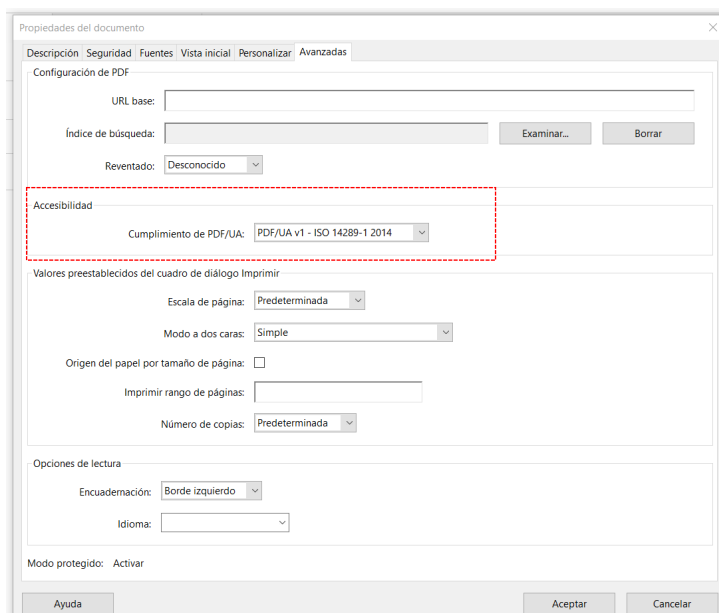 Propiedades del documento
Descripción Seguridad Fuentes Vista inicial Personalizar Avanzadas
Configuración de PDF
URL base:
Índice de búsqueda: Examinar... Borrar
Reventado: Desconocido
Accesibilidad
Cumplimiento de PDF/UA: PDF/UA v1 - ISO 14289-1 2014
Valores preestablecidos del cuadro de diálogo Imprimir
Escala de página: Predeterminada
Modo a dos caras: Simple
Origen del papel por tamaño de página:
Imprimir rango de páginas:
Número de copias: Predeterminada
Opciones de lectura
Encuadernación: Borde izquierdo
Idioma:
Modo protegido: Activar
Ayuda Aceptar Cancelar